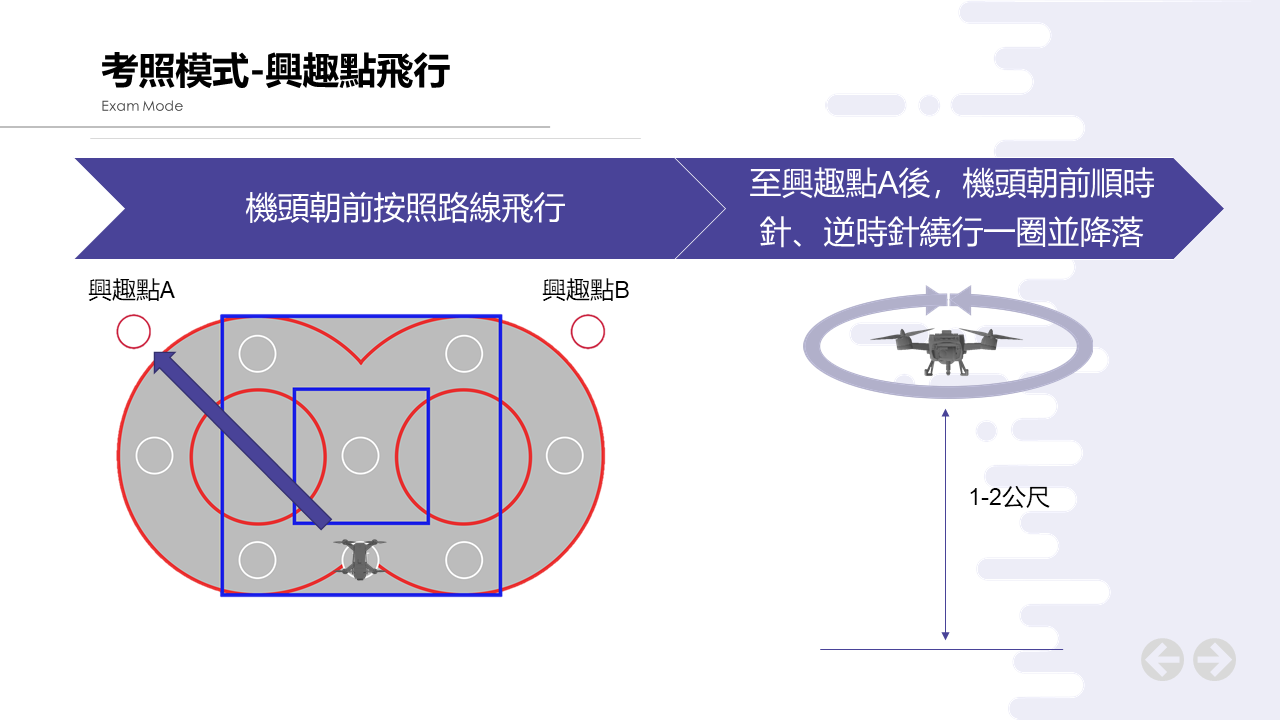 考照模式-興趣點飛行
Exam Mode
機頭朝前按照路線飛行
至興趣點A後，機頭朝前順時
針、逆時針繞行一圈並降落
興趣點A
興趣點B
1-2公尺